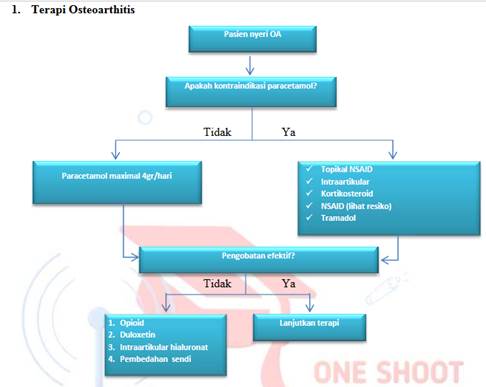 1. Terapi Osteoarthitis
Pasien nyeri OA
Apakah kontraindikasi paracetamol?
Tidak
Ya
Paracetamol maximal 4gr/hari
✓ Topikal NSAID
✓ Intraartikular
✓ Kortikosteroid
✓ NSAID (lihat resiko)
✓ Tramadol
Pengobatan efektif?
Tidak
Ya
1. Opioid
2. Duloxetin
3. Intraartikular hialuronat
4. Pembedahan sendi
Lanjutkan terapi
ONE SHOOT